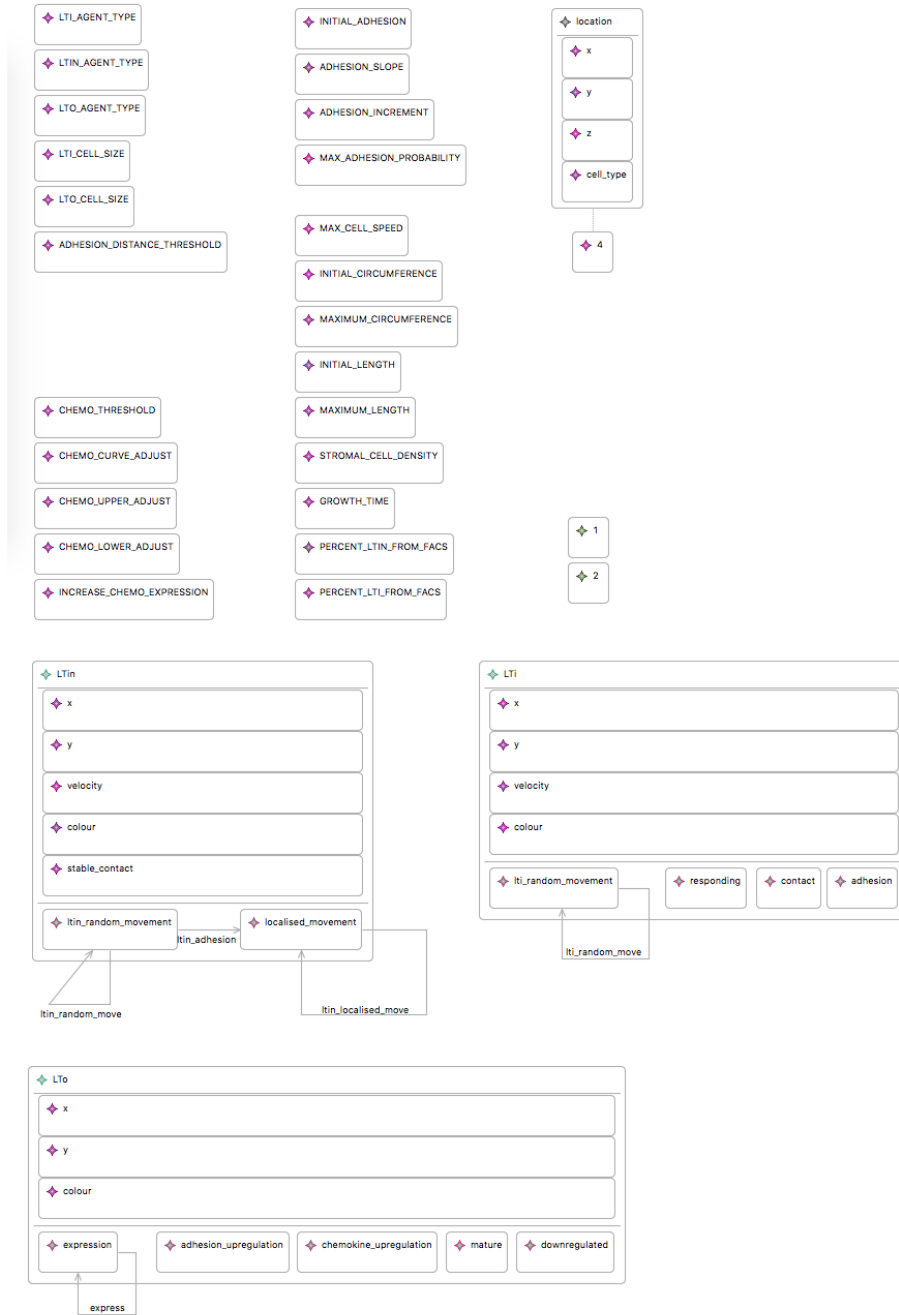 LTI_AGENT_TYPE
LTIN_AGENT_TYPE
LTO_AGENT_TYPE
LTI_CELL_SIZE
LTO_CELL_SIZE
ADHESION_DISTANCE_THRESHOLD
CHEMO_THRESHOLD
CHEMO_CURVE_ADJUST
CHEMO_UPPER_ADJUST
CHEMO_LOWER_ADJUST
INCREASE_CHEMO_EXPRESSION
INITIAL_ADHESION
ADHESION_SLOPE
ADHESION_INCREMENT
MAX_ADHESION_PROBABILITY
MAX_CELL_SPEED
INITIAL_CIRCUMFERENCE
MAXIMUM_CIRCUMFERENCE
INITIAL_LENGTH
MAXIMUM_LENGTH
STROMAL_CELL_DENSITY
GROWTH_TIME
PERCENT_LTIN_FROM_FACS
PERCENT_LTI_FROM_FACS
location
x
y
z
cell_type
4
1
2
LTin
x
y
velocity
colour
stable_contact
ltin_random_movement
ltin_adhesion
localised_movement
ltin_random_move
ltin_localised_move
LTi
x
y
velocity
colour
lti_random_movement
responding
contact
adhesion
lti_random_move
LTo
x
y
colour
expression
adhesion_upregulation
chemokine_upregulation
mature
downregulated
express